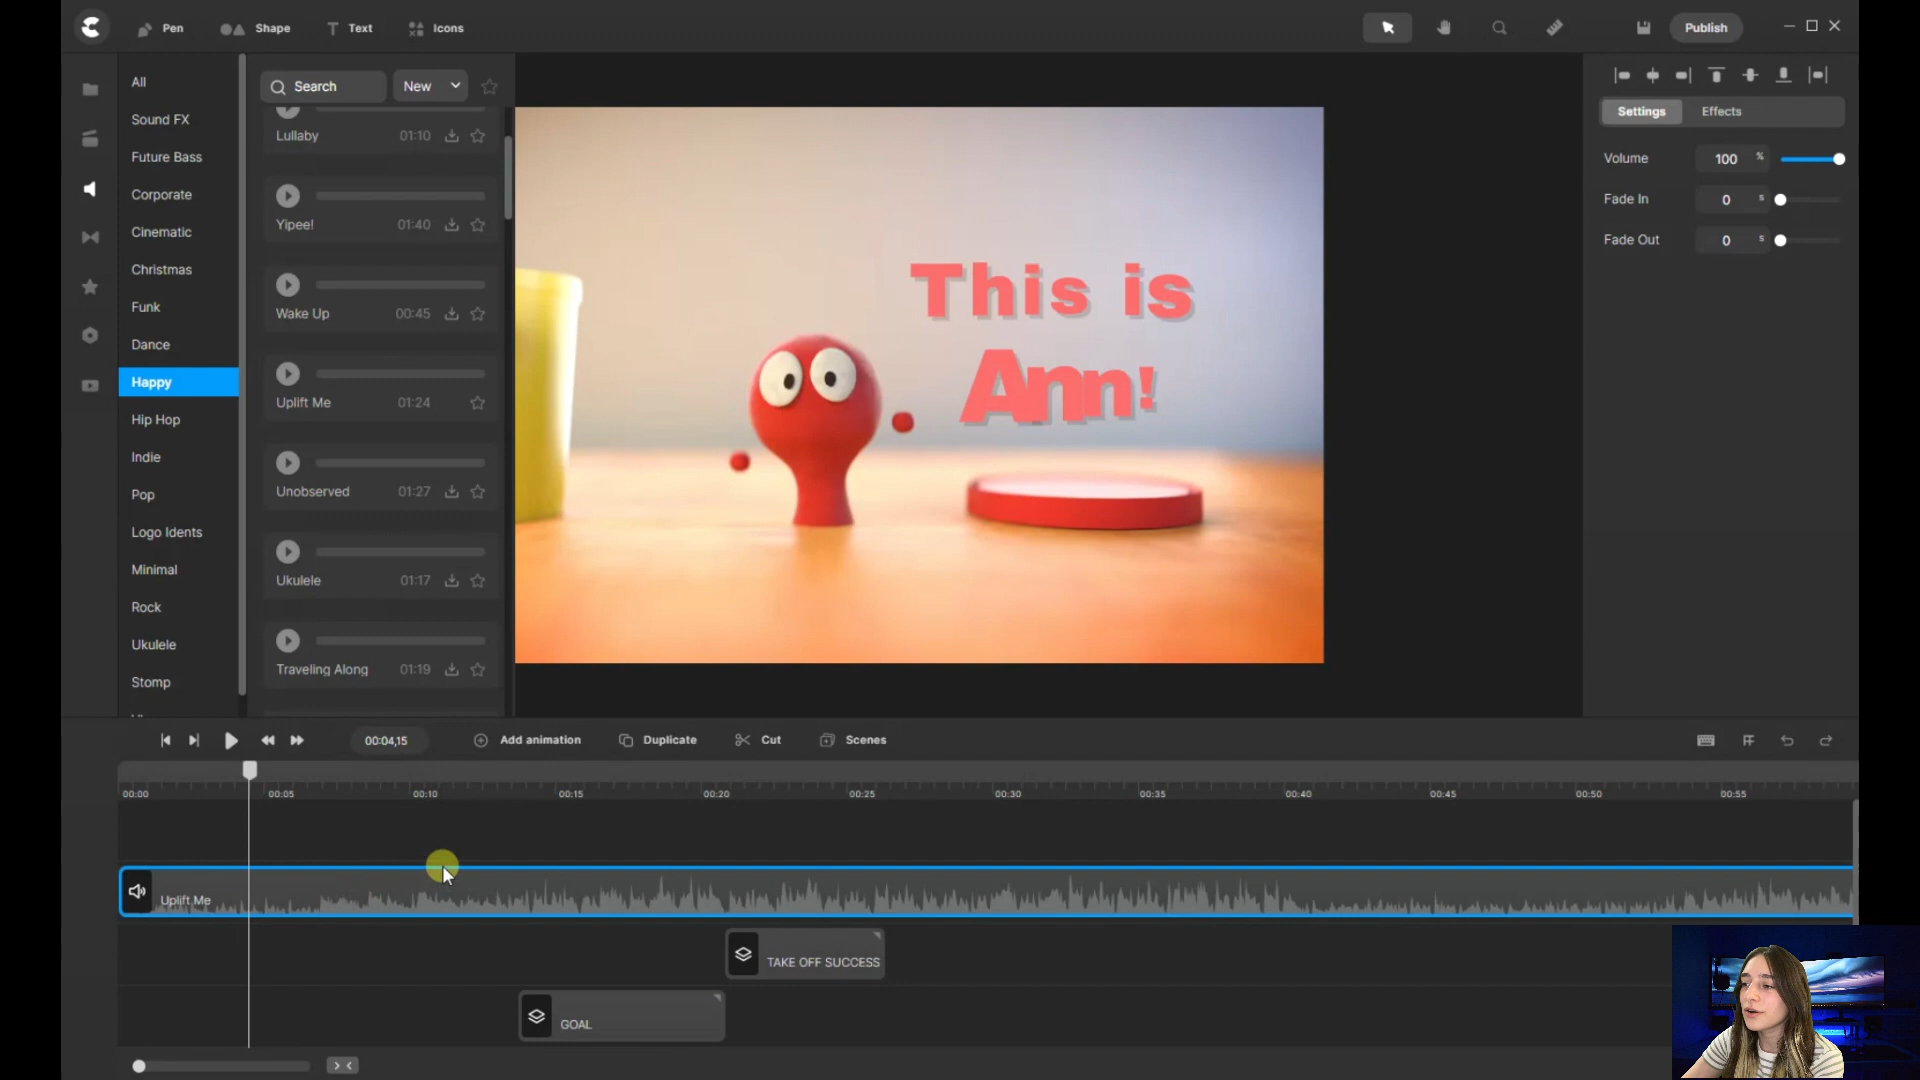 Pen
Shape
Text
Icons
Publish
All
Sound FX
Future Bass
Corporate
Cinematic
Christmas
Funk
Dance
Happy
Hip Hop
Indie
Pop
Logo Idents
Minimal
Rock
Ukulele
Stomp
Search
New
Lullaby 01:10
Yipee! 01:40
Wake Up 00:45
Uplift Me 01:24
Unobserved 01:27
Ukulele 01:17
Traveling Along 01:19
This is
Ann!
Settings
Effects
Volume 100 %
Fade In 0 s
Fade Out 0 s
00:04,15
Add animation
Duplicate
Cut
Scenes
00:00 00:05 00:10 00:15 00:20 00:25 00:30 00:35 00:40 00:45 00:50 00:55
Uplift Me
TAKE OFF SUCCESS
GOAL